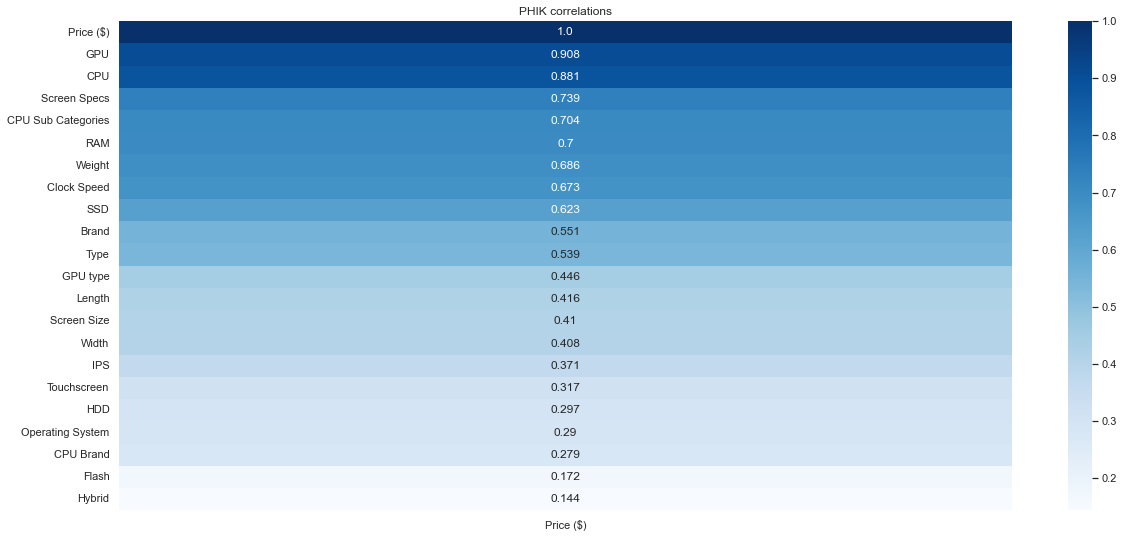 PHIK correlations
Price ($) 1.0
GPU 0.908
CPU 0.881
Screen Specs 0.739
CPU Sub Categories 0.704
RAM 0.7
Weight 0.686
Clock Speed 0.673
SSD 0.623
Brand 0.551
Type 0.539
GPU type 0.446
Length 0.416
Screen Size 0.41
Width 0.408
IPS 0.371
Touchscreen 0.317
HDD 0.297
Operating System 0.29
CPU Brand 0.279
Flash 0.172
Hybrid 0.144
Price ($)
1.0
0.9
0.8
0.7
0.6
0.5
0.4
0.3
0.2